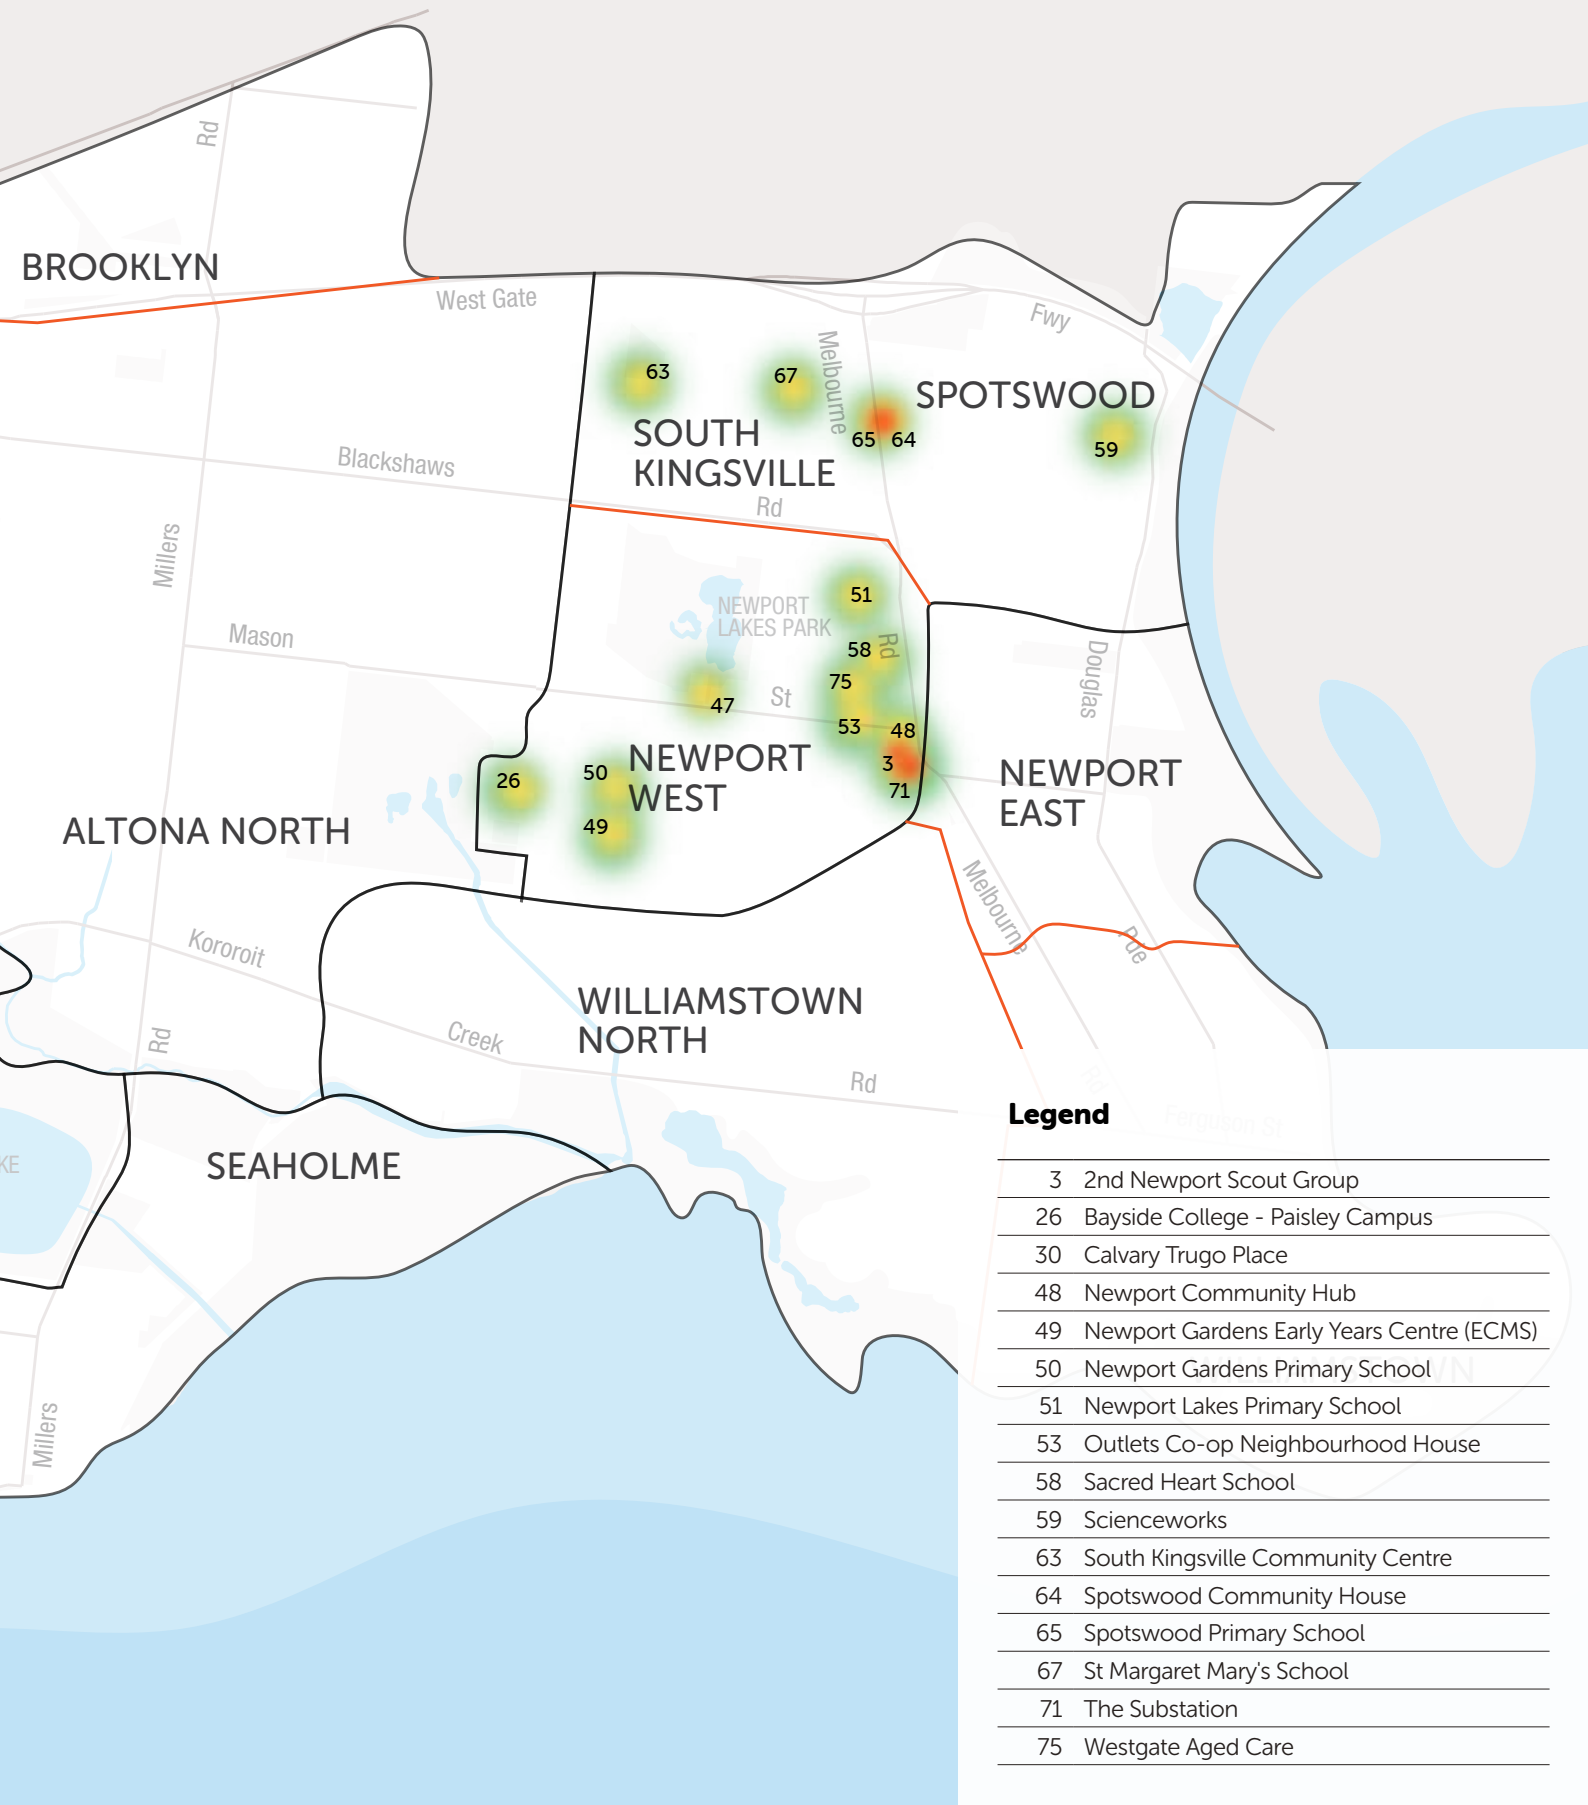 Rd
BROOKLYN
West Gate
Fwy
63
67
Melbourne
SPOTSWOOD
65 64
59
SOUTH
KINGSVILLE
Blackshaws
Rd
Millers
51
NEWPORT
LAKES PARK
Mason
58
Rd
Douglas
75
47
St
53
48
NEWPORT
WEST
3
71
50
26
49
NEWPORT
EAST
ALTONA NORTH
Melbourne
Kororoit
WILLIAMSTOWN
NORTH
Rd
Creek
Rd
Rd
Ferguson St
KE
SEAHOLME
Millers
WILLIAMSTOWN
Legend
3 2nd Newport Scout Group
26 Bayside College - Paisley Campus
30 Calvary Trugo Place
48 Newport Community Hub
49 Newport Gardens Early Years Centre (ECMS)
50 Newport Gardens Primary School
51 Newport Lakes Primary School
53 Outlets Co-op Neighbourhood House
58 Sacred Heart School
59 Scienceworks
63 South Kingsville Community Centre
64 Spotswood Community House
65 Spotswood Primary School
67 St Margaret Mary's School
71 The Substation
75 Westgate Aged Care